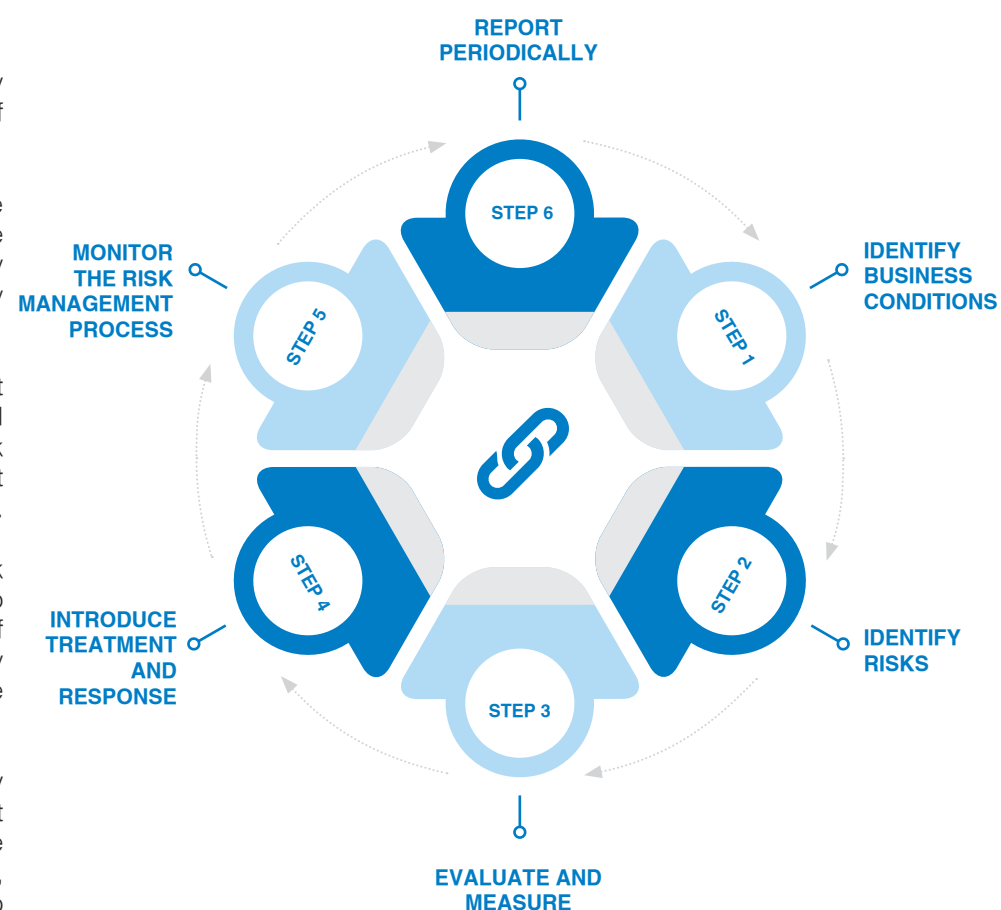 REPORT
PERIODICALLY
STEP 6
IDENTIFY
BUSINESS
CONDITIONS
STEP 1
IDENTIFY
RISKS
STEP 2
EVALUATE AND
MEASURE
STEP 3
INTRODUCE
TREATMENT
AND
RESPONSE
STEP 4
MONITOR
THE RISK
MANAGEMENT
PROCESS
STEP 5